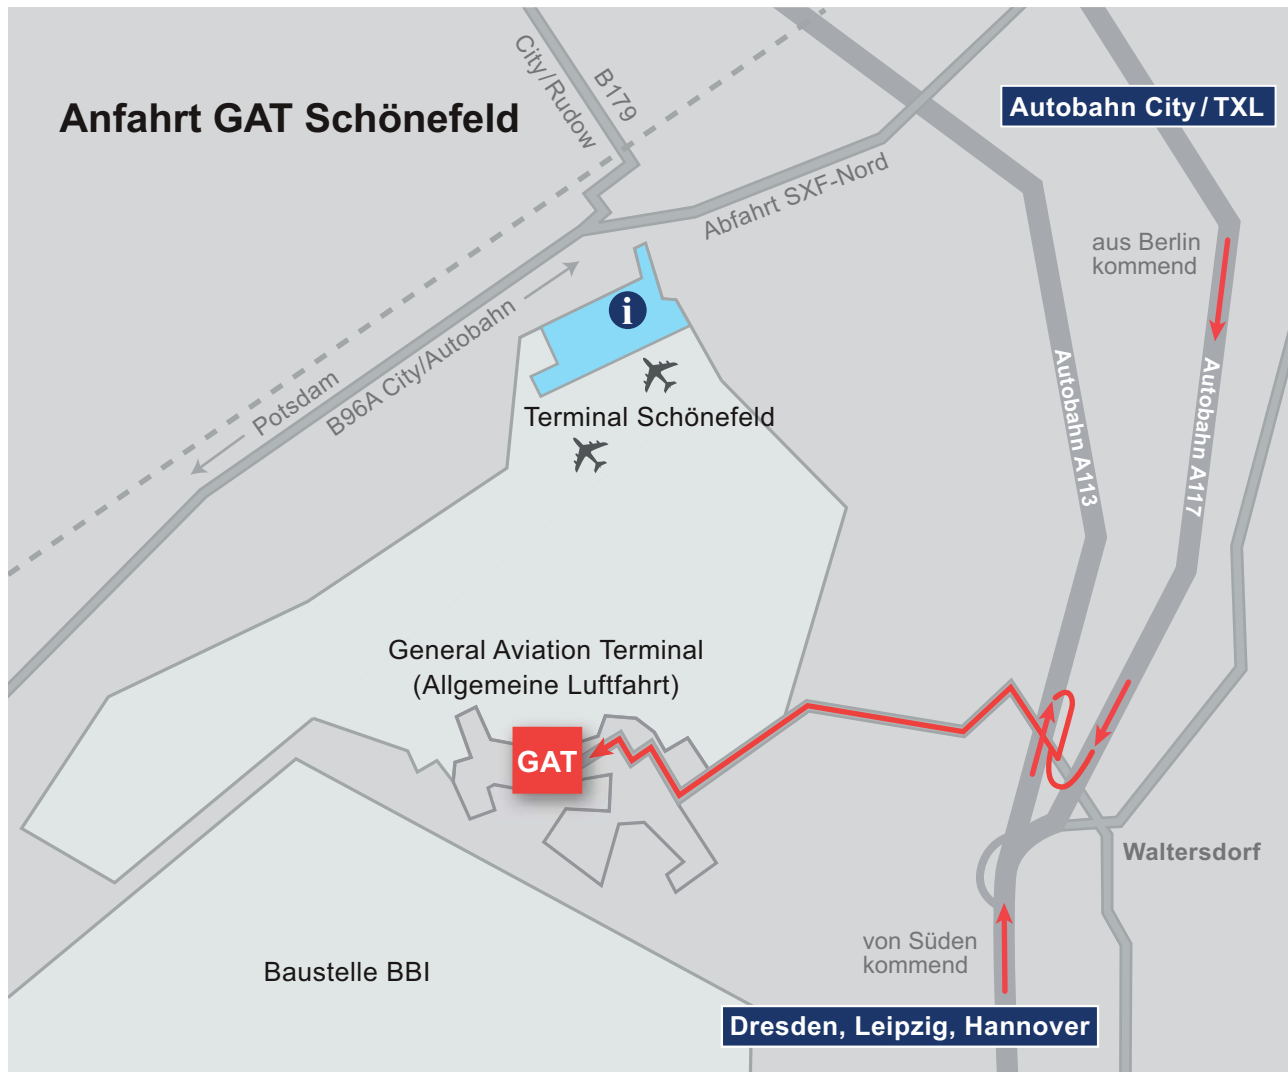 Anfahrt GAT Schönefeld
City/Rudow
B179
Autobahn City / TXL
Abfahrt SXF-Nord
aus Berlin
kommend
Potsdam
B96A City/Autobahn
i
Terminal Schönefeld
Autobahn A113
Autobahn A117
General Aviation Terminal
(Allgemeine Luftfahrt)
GAT
Waltersdorf
von Süden
kommend
Baustelle BBI
Dresden, Leipzig, Hannover